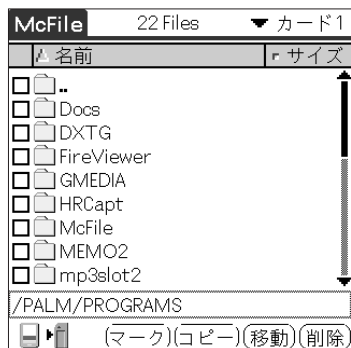 McFile 22 Files カード1
名前 サイズ
..
Docs
DXTG
FireViewer
GMEDIA
HRCapt
McFile
MEMO2
mp3slot2
/PALM/PROGRAMS
マーク コピー 移動 削除